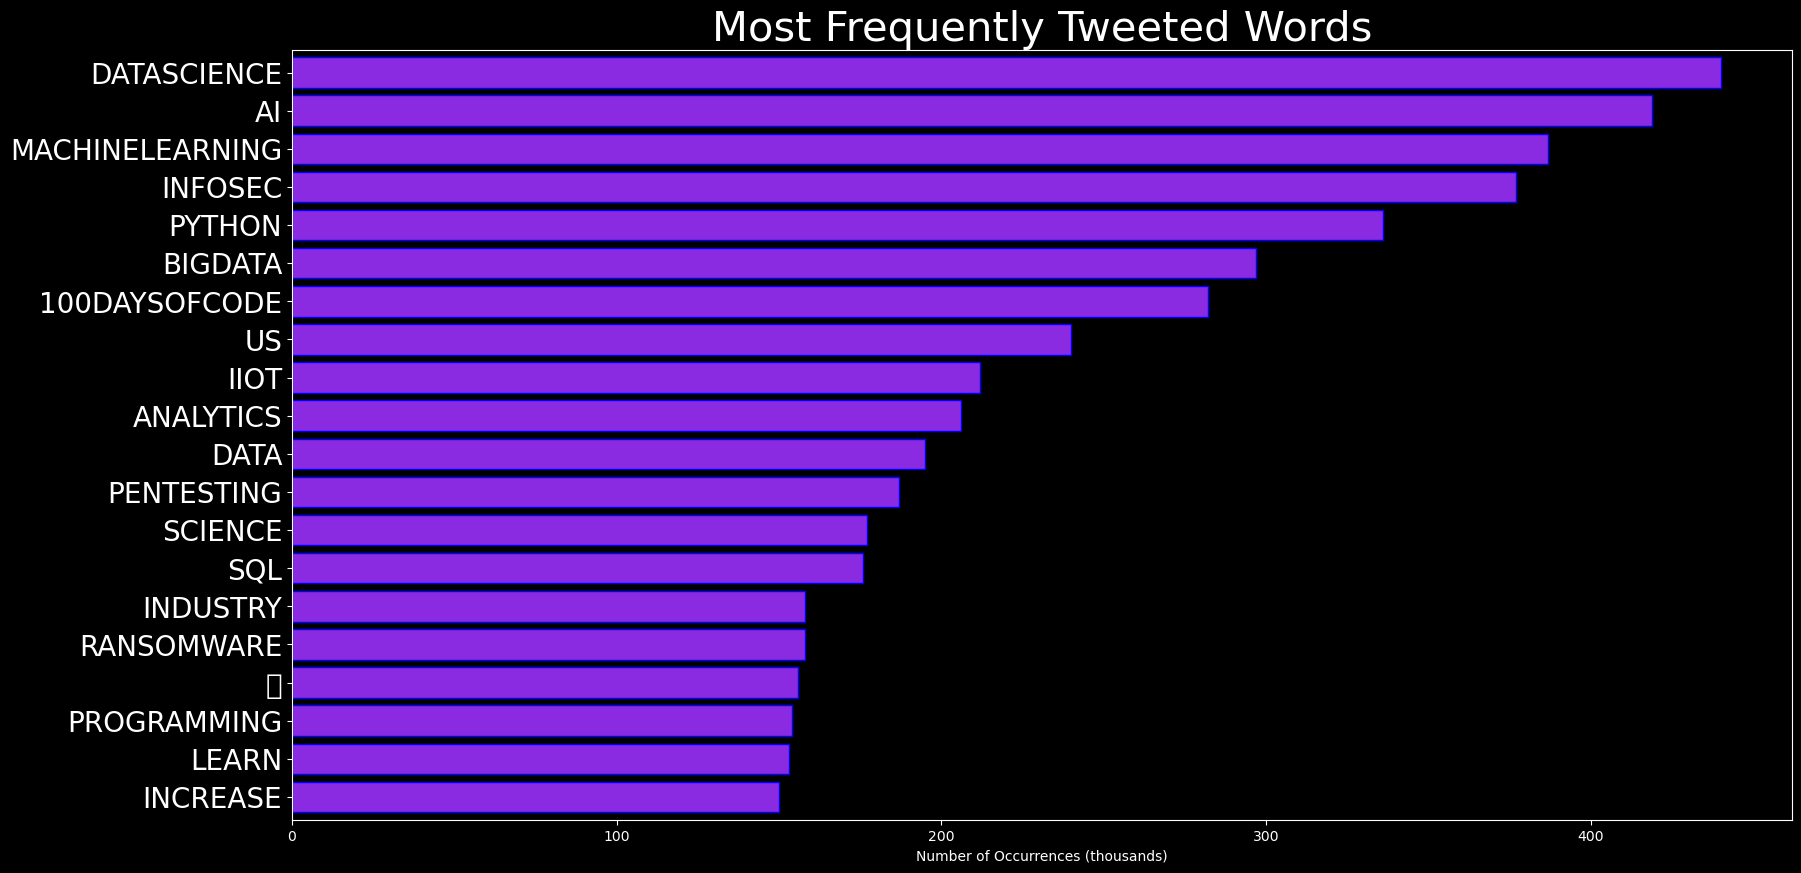 Most Frequently Tweeted Words
DATASCIENCE
AI
MACHINELEARNING
INFOSEC
PYTHON
BIGDATA
100DAYSOFCODE
US
IIOT
ANALYTICS
DATA
PENTESTING
SCIENCE
SQL
INDUSTRY
RANSOMWARE
PROGRAMMING
LEARN
INCREASE
0 100 200 300 400
Number of Occurrences (thousands)